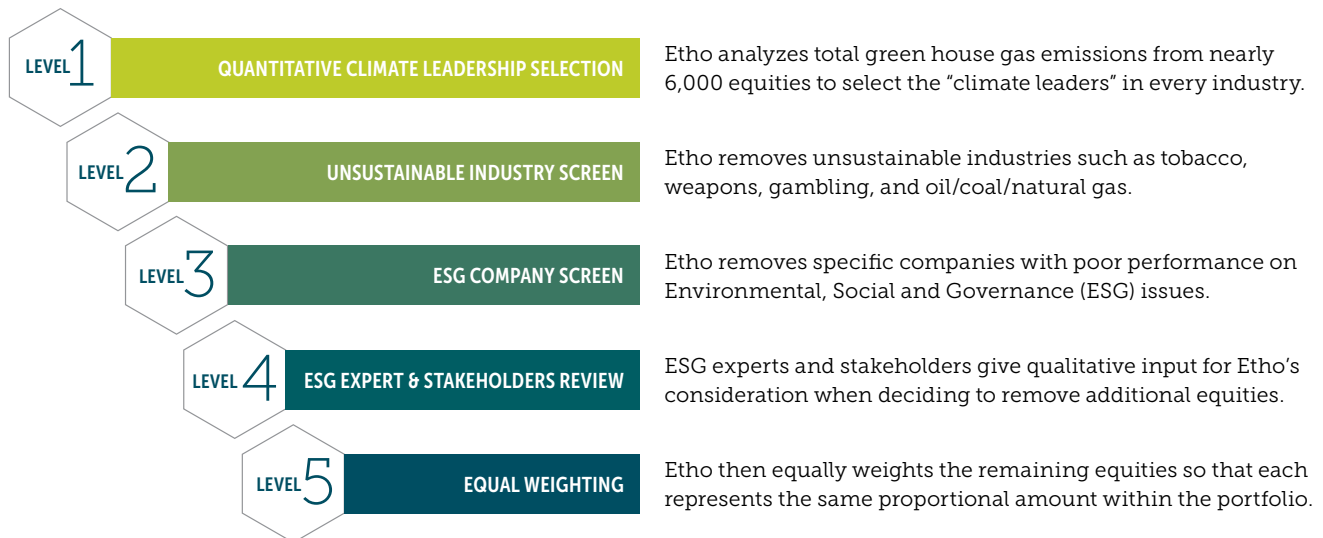 LEVEL 1
QUANTITATIVE CLIMATE LEADERSHIP SELECTION
Etho analyzes total green house gas emissions from nearly
6,000 equities to select the “climate leaders” in every industry.
LEVEL 2
UNSUSTAINABLE INDUSTRY SCREEN
Etho removes unsustainable industries such as tobacco,
weapons, gambling, and oil/coal/natural gas.
LEVEL 3
ESG COMPANY SCREEN
Etho removes specific companies with poor performance on
Environmental, Social and Governance (ESG) issues.
LEVEL 4
ESG EXPERT & STAKEHOLDERS REVIEW
ESG experts and stakeholders give qualitative input for Etho’s
consideration when deciding to remove additional equities.
LEVEL 5
EQUAL WEIGHTING
Etho then equally weights the remaining equities so that each
represents the same proportional amount within the portfolio.